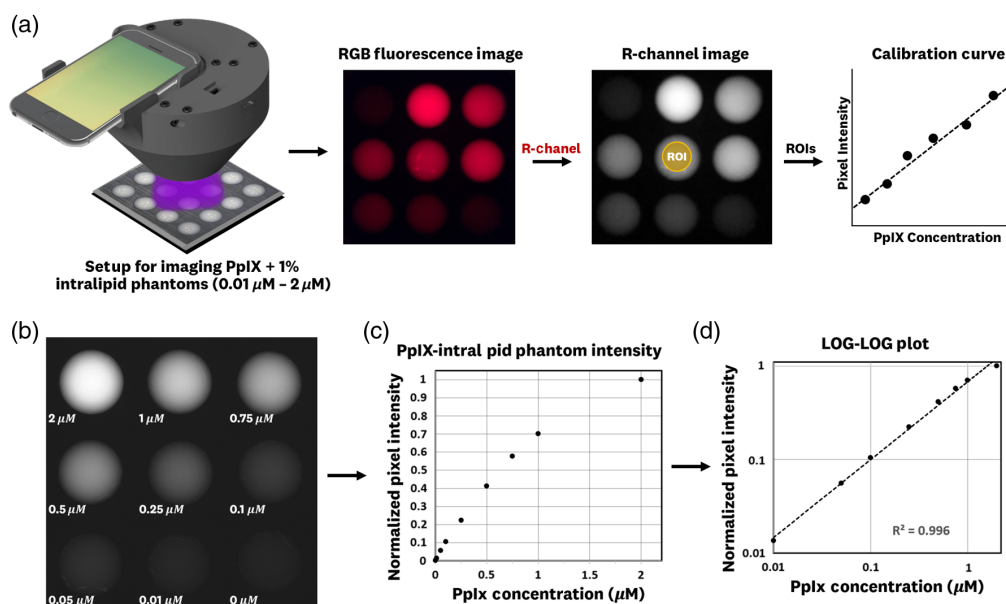 (a)
RGB fluorescence image
R-channel image
Calibration curve
R-chanel
ROI
ROIs
Pixel Intensity
PpIX Concentration
Setup for imaging PpIX + 1%
intralipid phantoms (0.01 μM – 2 μM)
(b)
2 μM
1 μM
0.75 μM
0.5 μM
0.25 μM
0.1 μM
0.05 μM
0.01 μM
0 μM
(c)
PpIX-intral pid phantom intensity
Normalized pixel intensity
1
0.9
0.8
0.7
0.6
0.5
0.4
0.3
0.2
0.1
0
0
0.5
1
1.5
2
PpIx concentration (μM)
(d)
LOG-LOG plot
Normalized pixel intensity
1
0.1
0.01
R² = 0.996
0.01
0.1
1
PpIx concentration (μM)